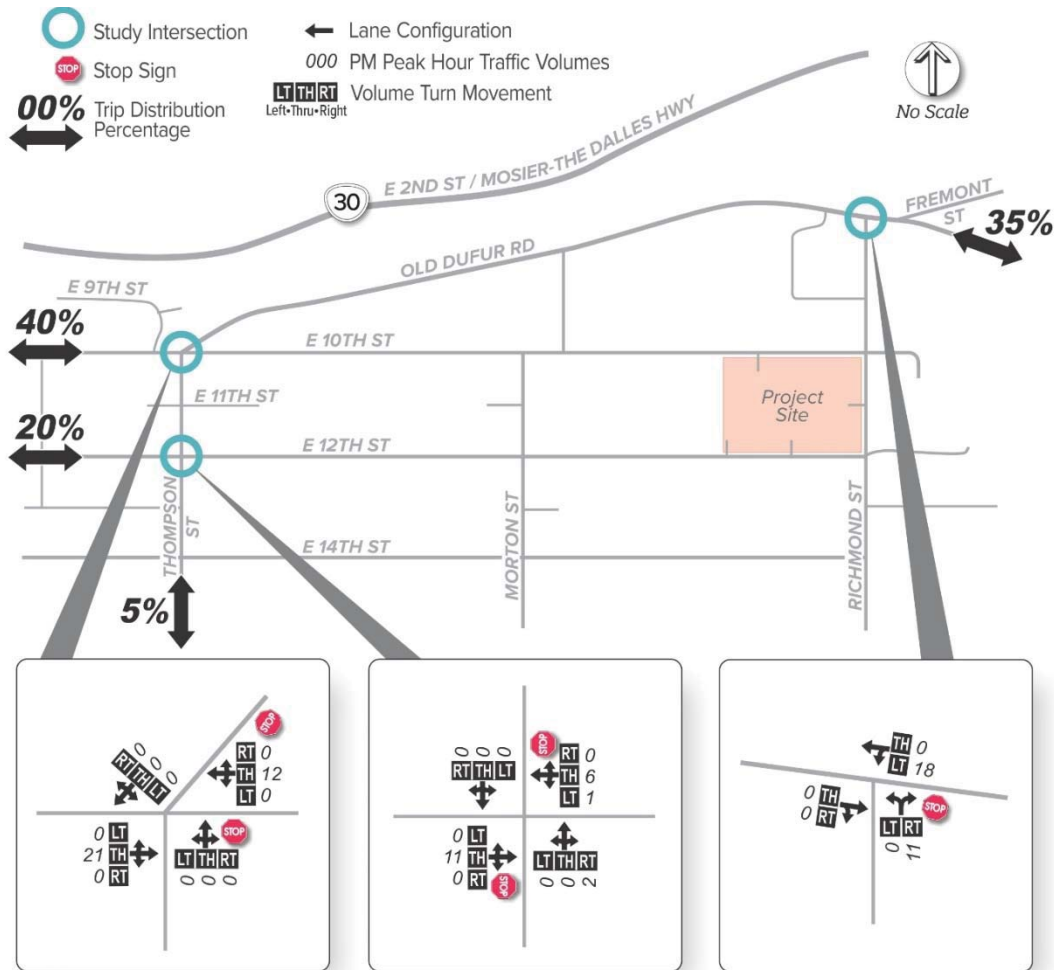 Study Intersection
Lane Configuration
STOP
Stop Sign
000 PM Peak Hour Traffic Volumes
00% Trip Distribution
Percentage
LT TH RT Volume Turn Movement
Left•Thru•Right
No Scale
E 2ND ST / MOSIER-THE DALLES HWY
30
FREMONT
ST
35%
OLD DUFUR RD
E 9TH ST
40%
E 10TH ST
E 11TH ST
Project
Site
20%
E 12TH ST
THOMPSON
ST
MORTON ST
RICHMOND ST
E 14TH ST
5%
STOP
0 0 0
RT TH LT
RT 0
TH 12
LT 0
0 LT
21 TH
0 RT
STOP
LT TH RT
0 0 0
0 0 0
RT TH LT
STOP
RT 0
TH 6
LT 1
0 LT
11 TH
0 RT
STOP
LT TH RT
0 0 2
TH 0
LT 18
0 TH
0 RT
STOP
LT RT
0 11